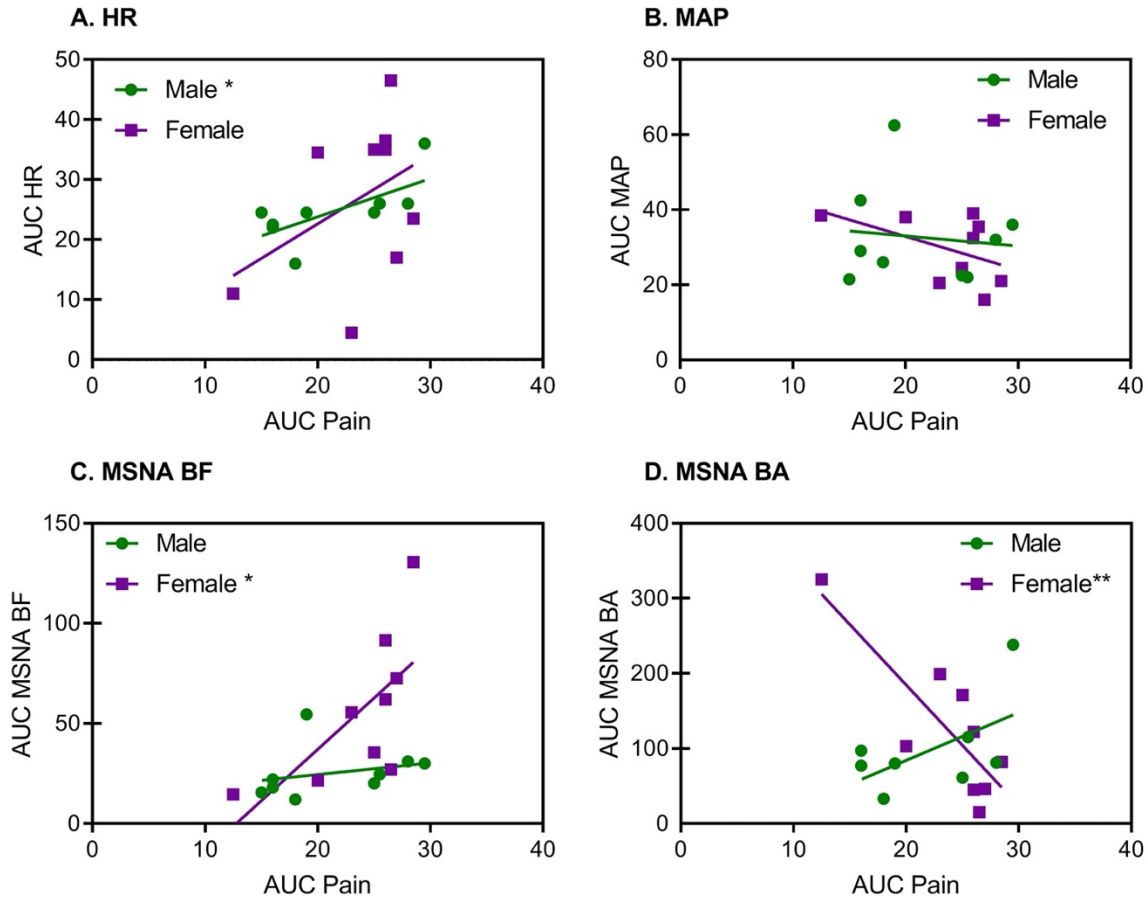 A. HR
50
40
30
20
10
0
AUC HR
Male *
Female
0 10 20 30 40
AUC Pain
B. MAP
80
60
40
20
0
AUC MAP
Male
Female
0 10 20 30 40
AUC Pain
C. MSNA BF
150
100
50
0
AUC MSNA BF
Male
Female *
0 10 20 30 40
AUC Pain
D. MSNA BA
400
300
200
100
0
AUC MSNA BA
Male
Female**
0 10 20 30 40
AUC Pain